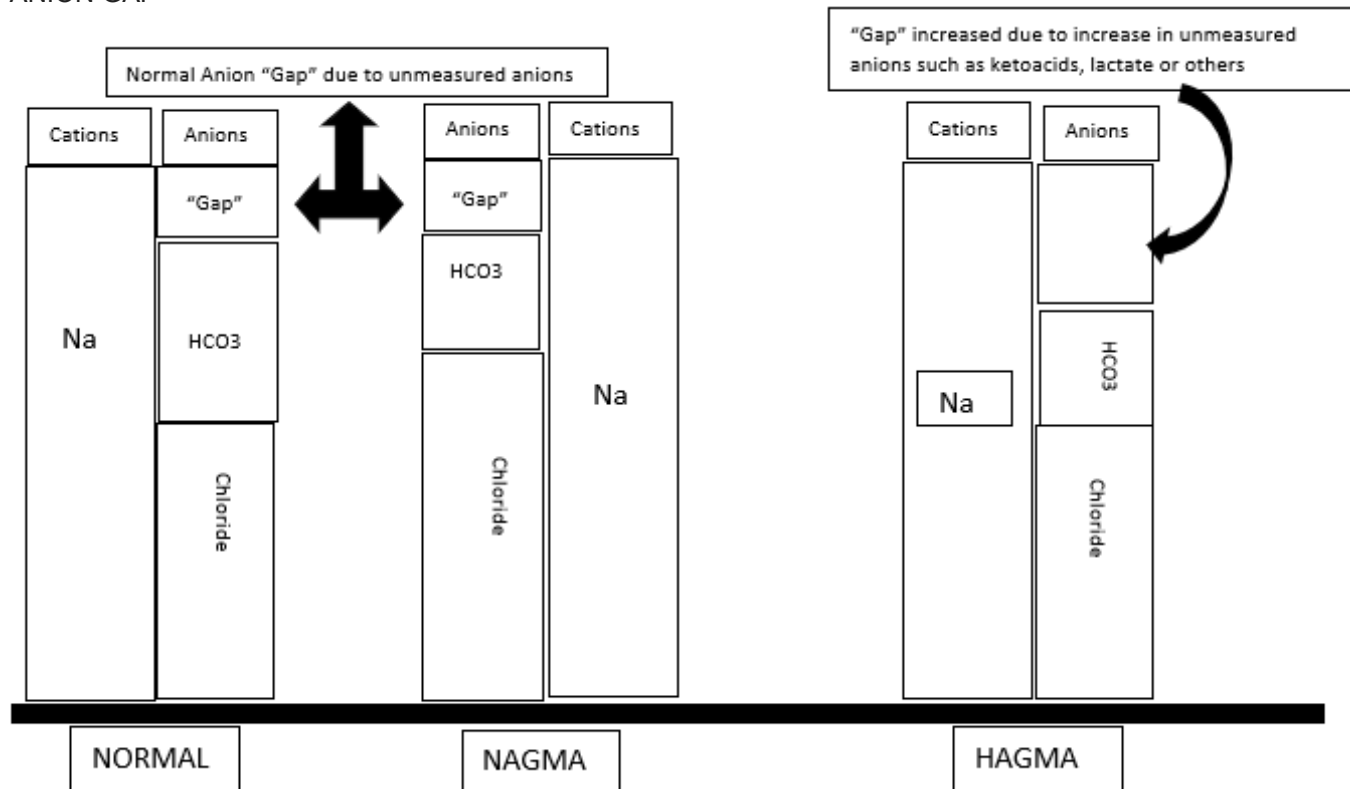 ANION GAP
"Gap" increased due to increase in unmeasured
anions such as ketoacids, lactate or others
Normal Anion "Gap" due to unmeasured anions
Cations
Anions
Anions
Cations
Cations
Anions
"Gap"
"Gap"
HCO3
HCO3
HCO3
Na
Na
Na
Chloride
Chloride
Chloride
NORMAL
NAGMA
HAGMA